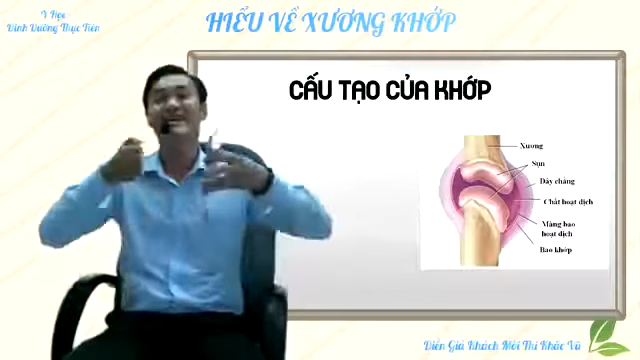 Y Học
Dinh Dưỡng Thực Tiễn
HIỂU VỀ XƯƠNG KHỚP
CẤU TẠO CỦA KHỚP
Xương
Sụn
Dây chằng
Chất hoạt dịch
Màng bao
hoạt dịch
Bao khớp
Diễn Giả Khách Mời Thi Khắc Vũ